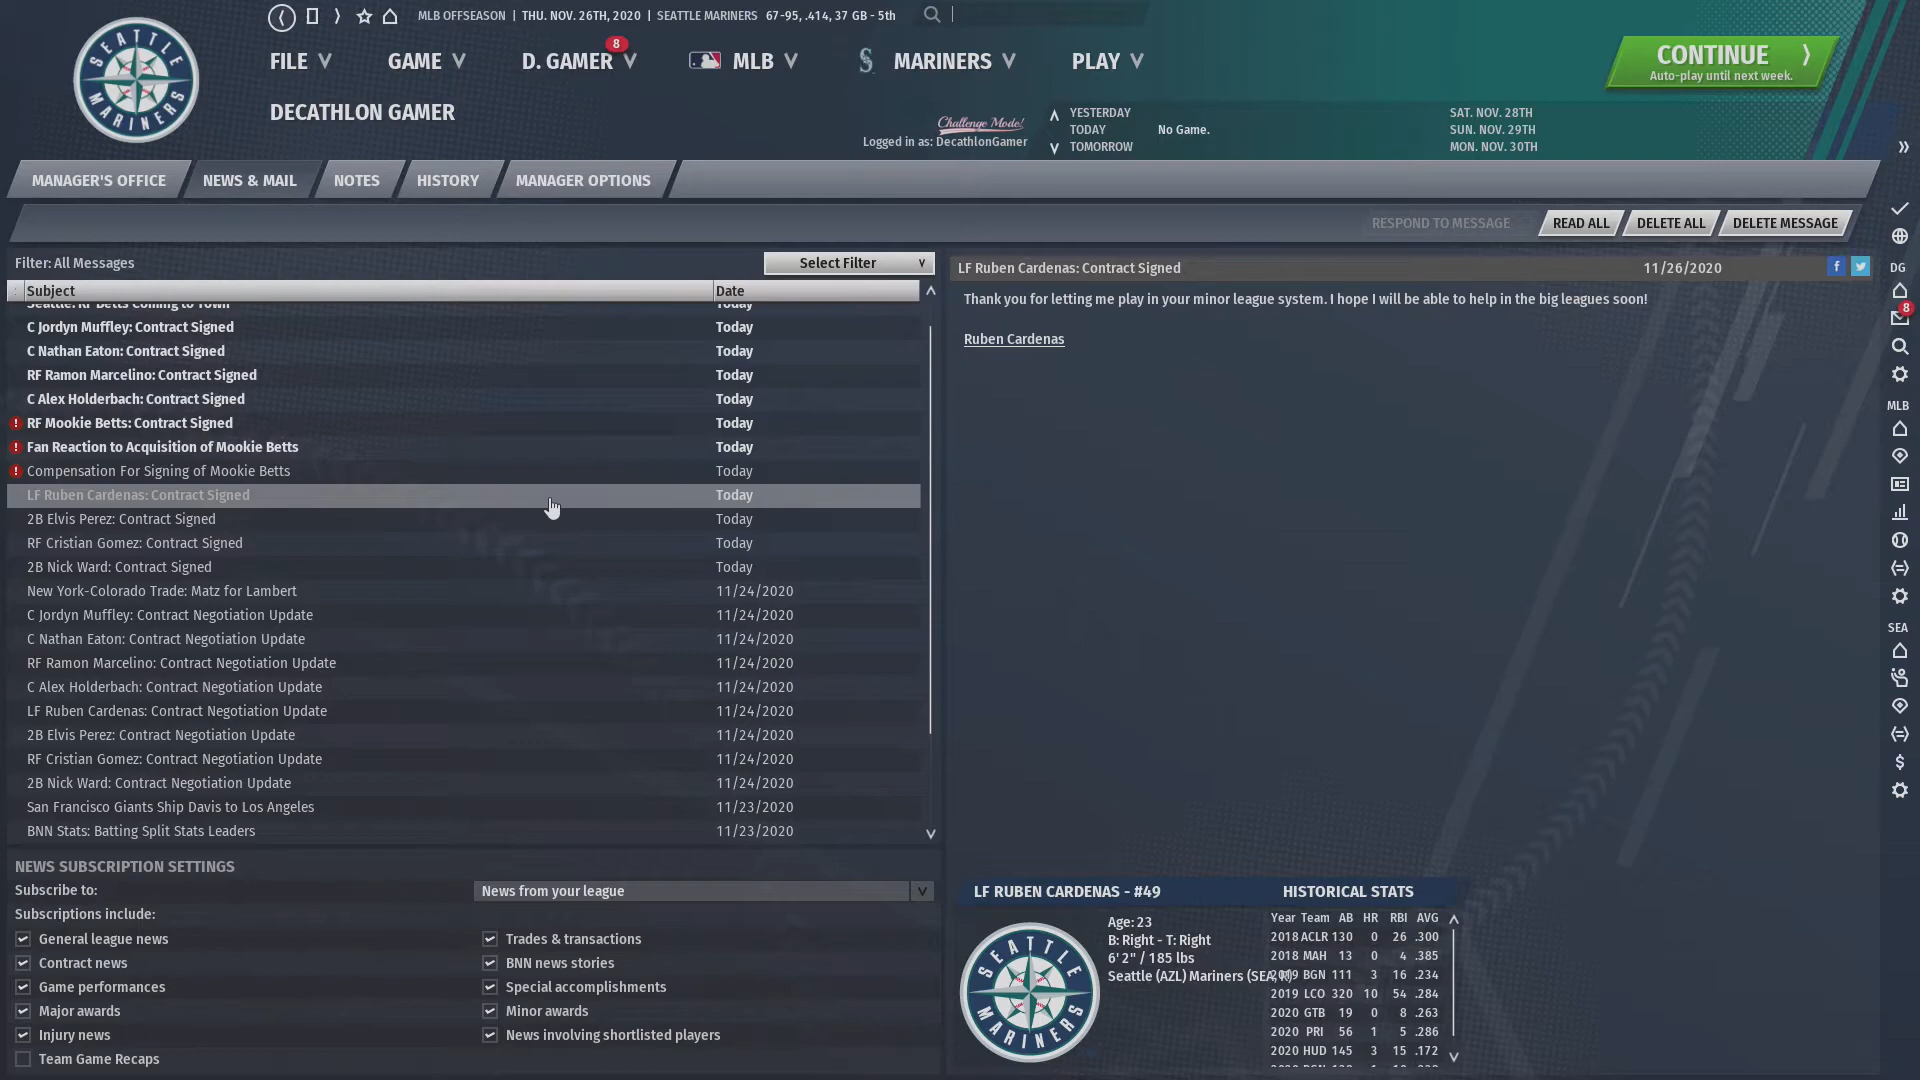 MLB OFFSEASON | THU. NOV. 26TH, 2020 | SEATTLE MARINERS 67-95, .414, 37 GB - 5th
SEATTLE MARINERS
FILE GAME D. GAMER 8 MLB MARINERS PLAY
CONTINUE
Auto-play until next week.
DECATHLON GAMER
Challenge Mode!
Logged in as: DecathlonGamer
YESTERDAY
TODAY No Game.
TOMORROW
SAT. NOV. 28TH
SUN. NOV. 29TH
MON. NOV. 30TH
MANAGER'S OFFICE NEWS & MAIL NOTES HISTORY MANAGER OPTIONS
RESPOND TO MESSAGE READ ALL DELETE ALL DELETE MESSAGE
Filter: All Messages Select Filter
Subject Date
Seattle: RF Betts Coming to Town Today
C Jordyn Muffley: Contract Signed Today
C Nathan Eaton: Contract Signed Today
RF Ramon Marcelino: Contract Signed Today
C Alex Holderbach: Contract Signed Today
! RF Mookie Betts: Contract Signed Today
! Fan Reaction to Acquisition of Mookie Betts Today
! Compensation For Signing of Mookie Betts Today
LF Ruben Cardenas: Contract Signed Today
2B Elvis Perez: Contract Signed Today
RF Cristian Gomez: Contract Signed Today
2B Nick Ward: Contract Signed Today
New York-Colorado Trade: Matz for Lambert 11/24/2020
C Jordyn Muffley: Contract Negotiation Update 11/24/2020
C Nathan Eaton: Contract Negotiation Update 11/24/2020
RF Ramon Marcelino: Contract Negotiation Update 11/24/2020
C Alex Holderbach: Contract Negotiation Update 11/24/2020
LF Ruben Cardenas: Contract Negotiation Update 11/24/2020
2B Elvis Perez: Contract Negotiation Update 11/24/2020
RF Cristian Gomez: Contract Negotiation Update 11/24/2020
2B Nick Ward: Contract Negotiation Update 11/24/2020
San Francisco Giants Ship Davis to Los Angeles 11/23/2020
BNN Stats: Batting Split Stats Leaders 11/23/2020
NEWS SUBSCRIPTION SETTINGS
Subscribe to: News from your league
Subscriptions include:
General league news Trades & transactions
Contract news BNN news stories
Game performances Special accomplishments
Major awards Minor awards
Injury news News involving shortlisted players
Team Game Recaps
LF Ruben Cardenas: Contract Signed 11/26/2020
Thank you for letting me play in your minor league system. I hope I will be able to help in the big leagues soon!
Ruben Cardenas
LF RUBEN CARDENAS - #49 HISTORICAL STATS
SEATTLE MARINERS
Age: 23
B: Right - T: Right
6' 2" / 185 lbs
Seattle (AZL) Mariners (SEA,
Year Team AB HR RBI AVG
2018 ACLR 130 0 26 .300
2018 MAH 13 0 4 .385
2019 BGN 111 3 16 .234
2019 LCO 320 10 54 .284
2020 GTB 19 0 8 .263
2020 PRI 56 1 5 .286
2020 HUD 145 3 15 .172
DG
8
MLB
SEA